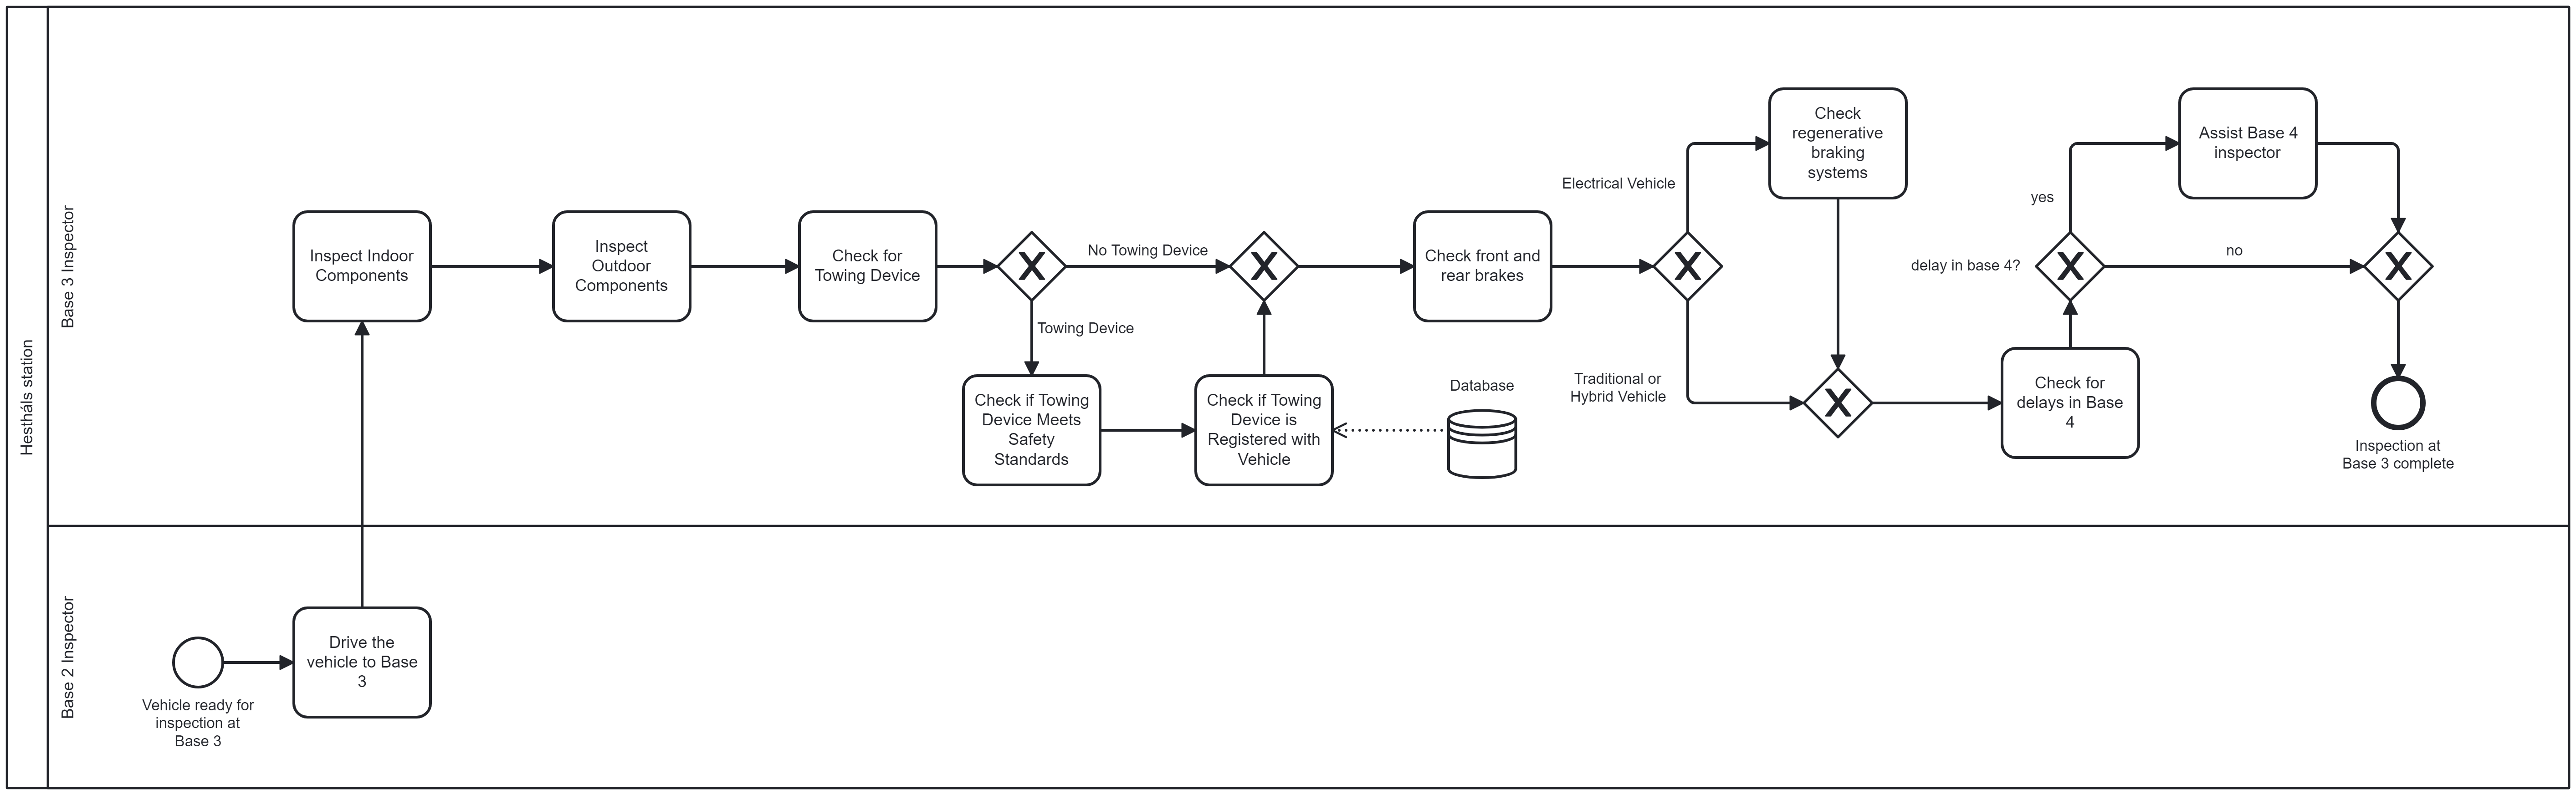 Hestháls station
Base 3 Inspector
Inspect Indoor
Components
Inspect
Outdoor
Components
Check for
Towing Device
No Towing Device
Towing Device
Check if Towing
Device Meets
Safety
Standards
Check if Towing
Device is
Registered with
Vehicle
Database
Check front and
rear brakes
Electrical Vehicle
Traditional or
Hybrid Vehicle
Check
regenerative
braking
systems
Check for
delays in Base
4
delay in base 4?
yes
no
Assist Base 4
inspector
Inspection at
Base 3 complete
Base 2 Inspector
Vehicle ready for
inspection at
Base 3
Drive the
vehicle to Base
3